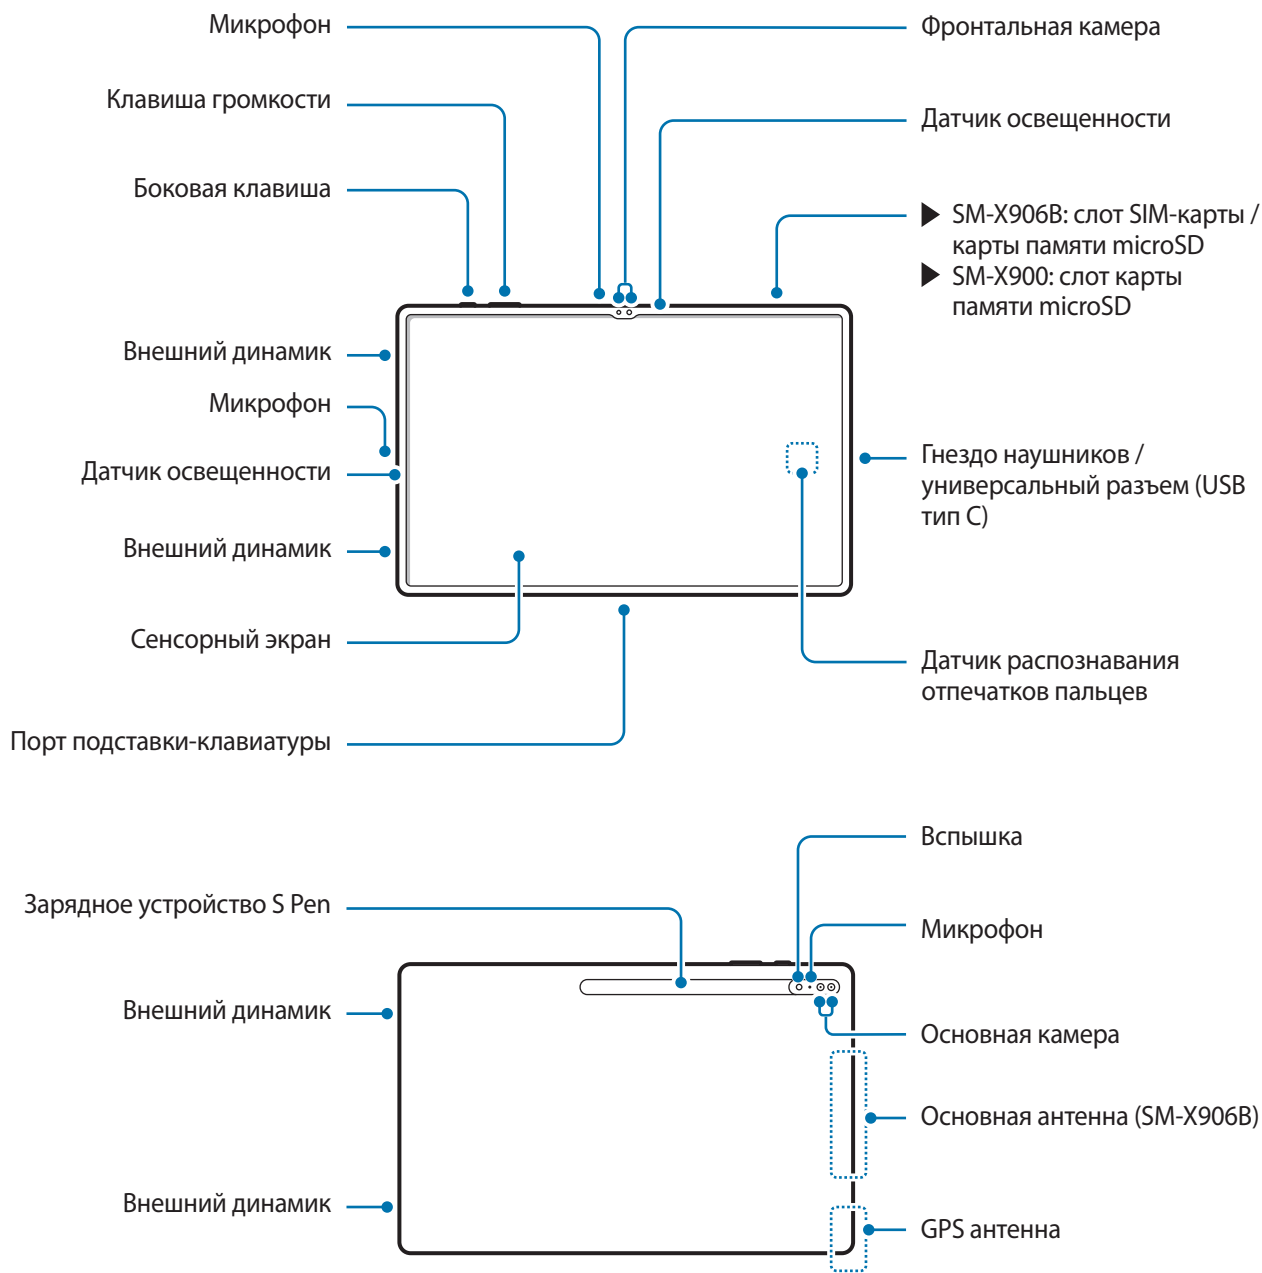 Микрофон
Клавиша громкости
Боковая клавиша
Внешний динамик
Микрофон
Датчик освещенности
Внешний динамик
Сенсорный экран
Порт подставки-клавиатуры
Фронтальная камера
Датчик освещенности
SM-X906B: слот SIM-карты /
карты памяти microSD
SM-X900: слот карты
памяти microSD
Гнездо наушников /
универсальный разъем (USB
тип C)
Датчик распознавания
отпечатков пальцев
Зарядное устройство S Pen
Внешний динамик
Внешний динамик
Вспышка
Микрофон
Основная камера
Основная антенна (SM-X906B)
GPS антенна